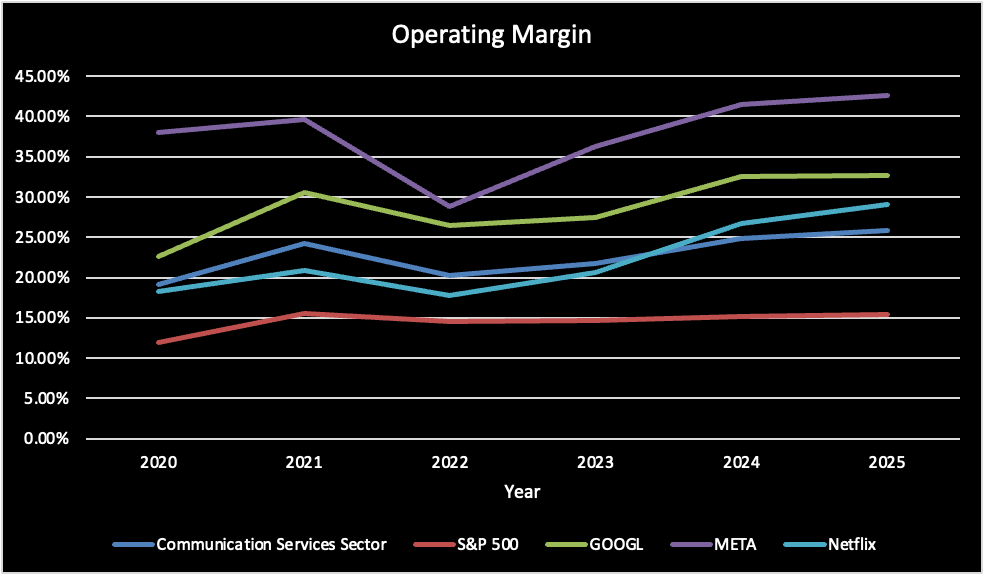 Operating Margin
45.00%
40.00%
35.00%
30.00%
25.00%
20.00%
15.00%
10.00%
5.00%
0.00%
2020 2021 2022 2023 2024 2025
Year
Communication Services Sector S&P 500 GOOGL META Netflix